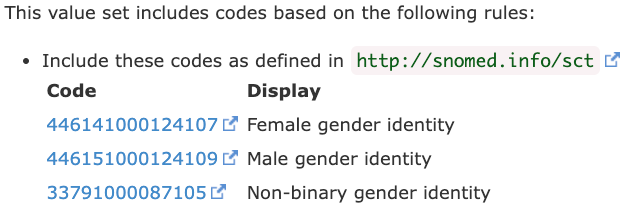 This value set includes codes based on the following rules:
• Include these codes as defined in http://snomed.info/sct
Code Display
446141000124107 Female gender identity
446151000124109 Male gender identity
33791000087105 Non-binary gender identity